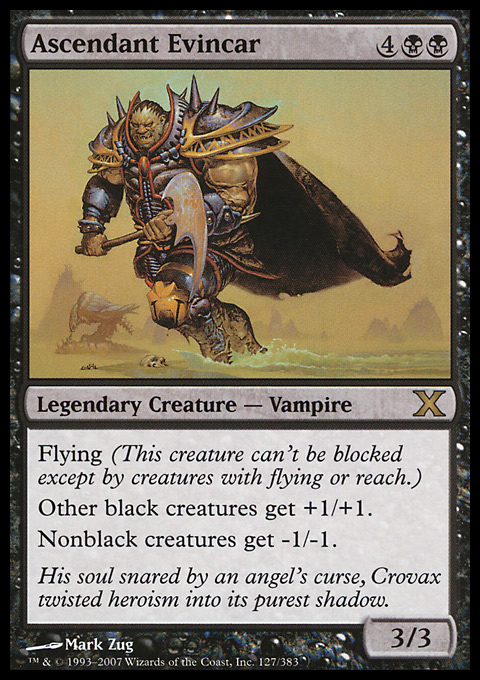 Ascendant Evincar 4
Legendary Creature — Vampire X
Flying (This creature can't be blocked
except by creatures with flying or reach.)
Other black creatures get +1/+1.
Nonblack creatures get -1/-1.
His soul snared by an angel's curse, Crovax
twisted heroism into its purest shadow.
Mark Zug
3/3
™ & © 1993–2007 Wizards of the Coast, Inc. 127/383